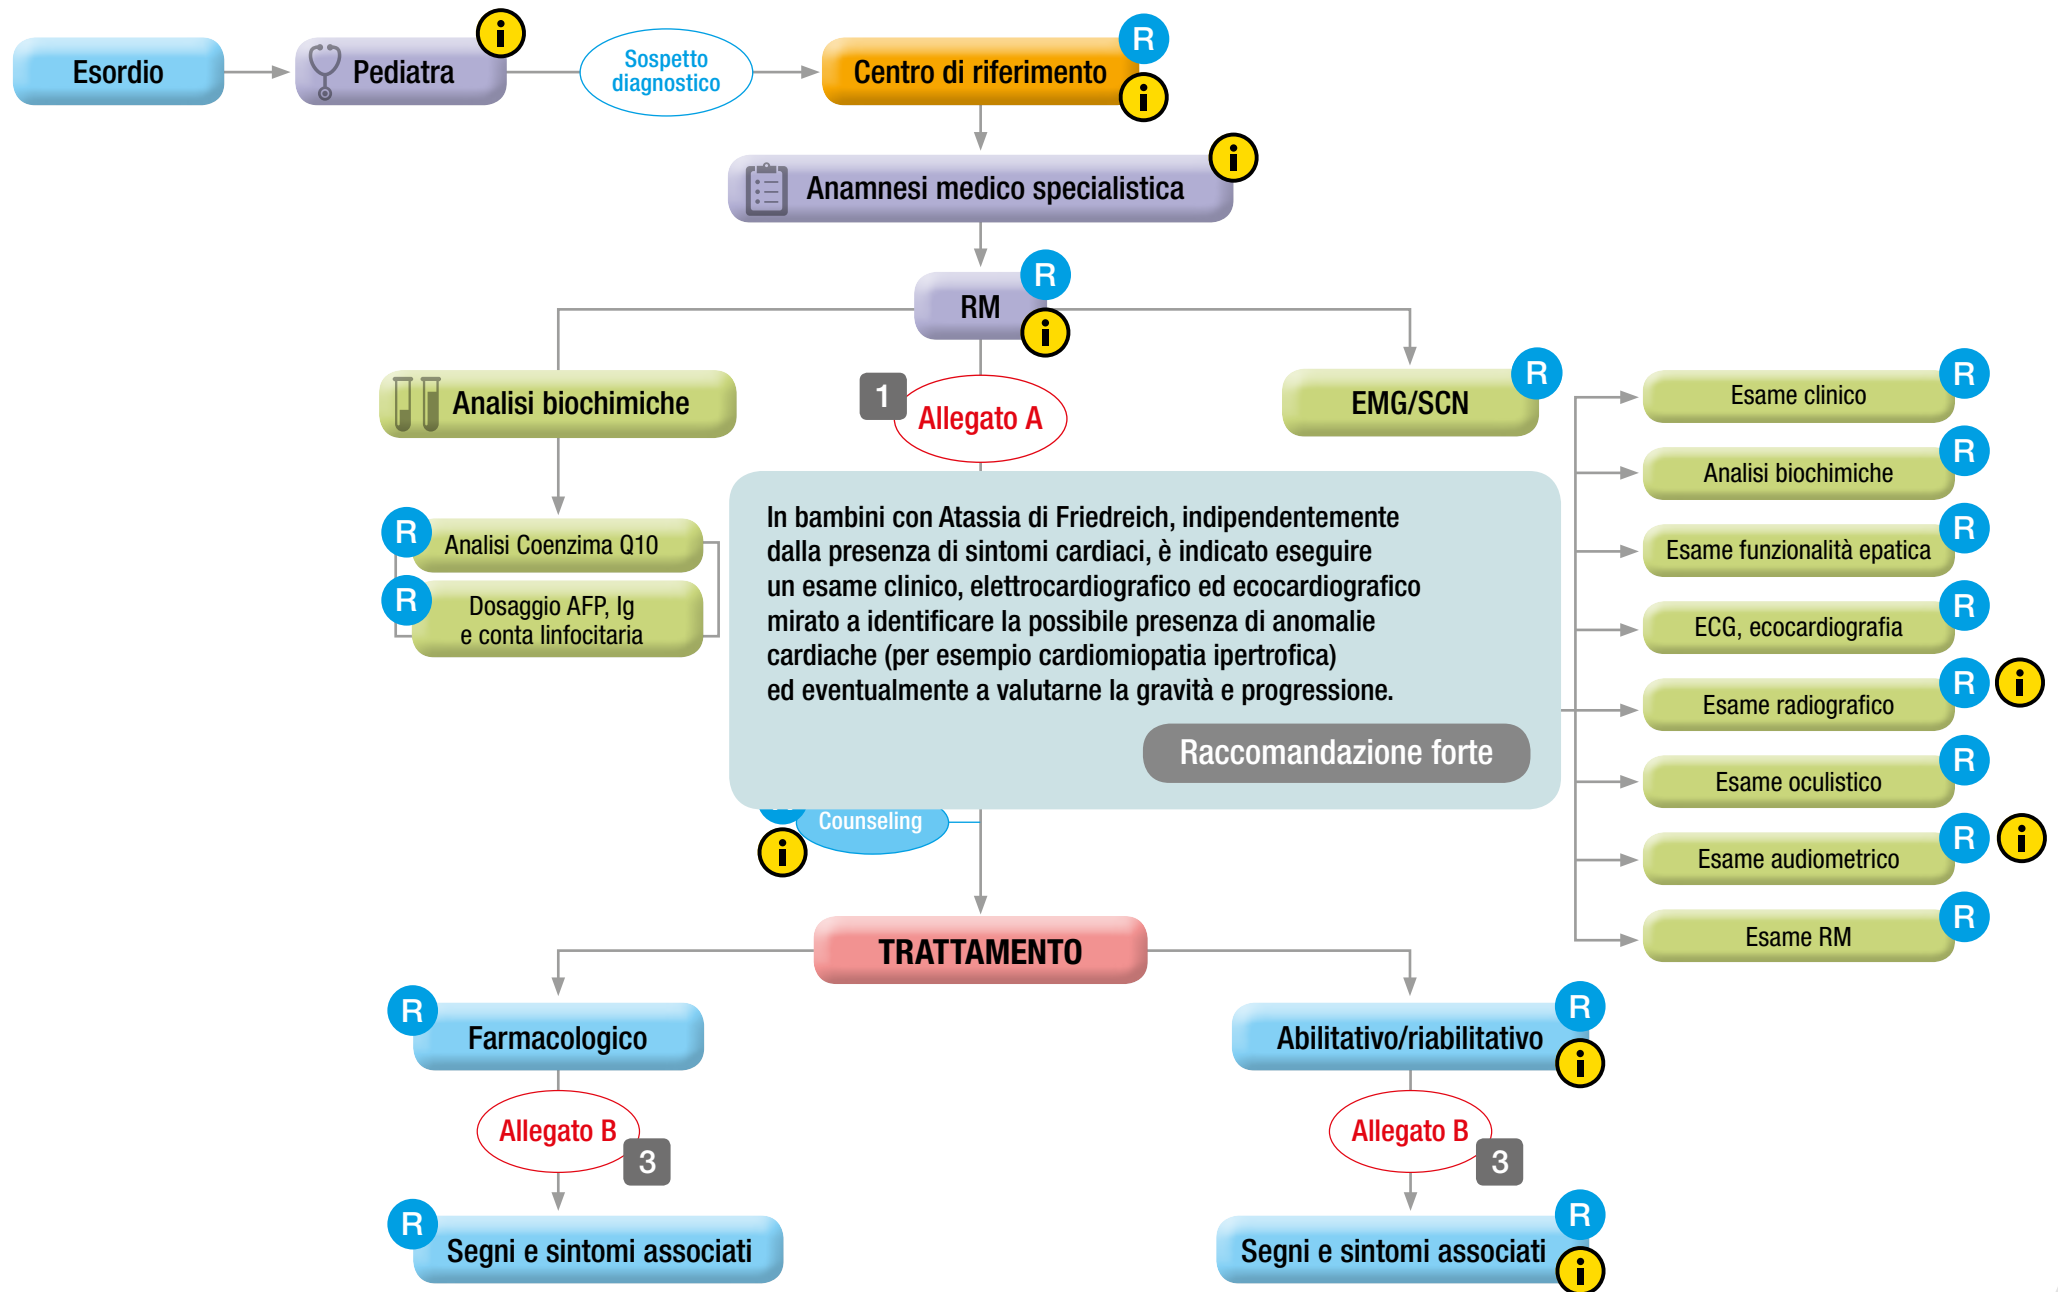 Esordio
Pediatra
i
Sospetto
diagnostico
Centro di riferimento
R
i
Anamnesi medico specialistica
i
RM
R
i
Analisi biochimiche
1
Allegato A
EMG/SCN
R
Analisi Coenzima Q10
R
Dosaggio AFP, Ig
e conta linfocitaria
R
In bambini con Atassia di Friedreich, indipendentemente
dalla presenza di sintomi cardiaci, è indicato eseguire
un esame clinico, elettrocardiografico ed ecocardiografico
mirato a identificare la possibile presenza di anomalie
cardiache (per esempio cardiomiopatia ipertrofica)
ed eventualmente a valutarne la gravità e progressione.
Raccomandazione forte
Esame clinico
R
Analisi biochimiche
R
Esame funzionalità epatica
R
ECG, ecocardiografia
R
Esame radiografico
R
i
Esame oculistico
R
Esame audiometrico
R
i
Esame RM
R
Counseling
i
TRATTAMENTO
R
Farmacologico
Abilitativo/riabilitativo
R
i
Allegato B
3
Allegato B
3
R
Segni e sintomi associati
Segni e sintomi associati
R
i